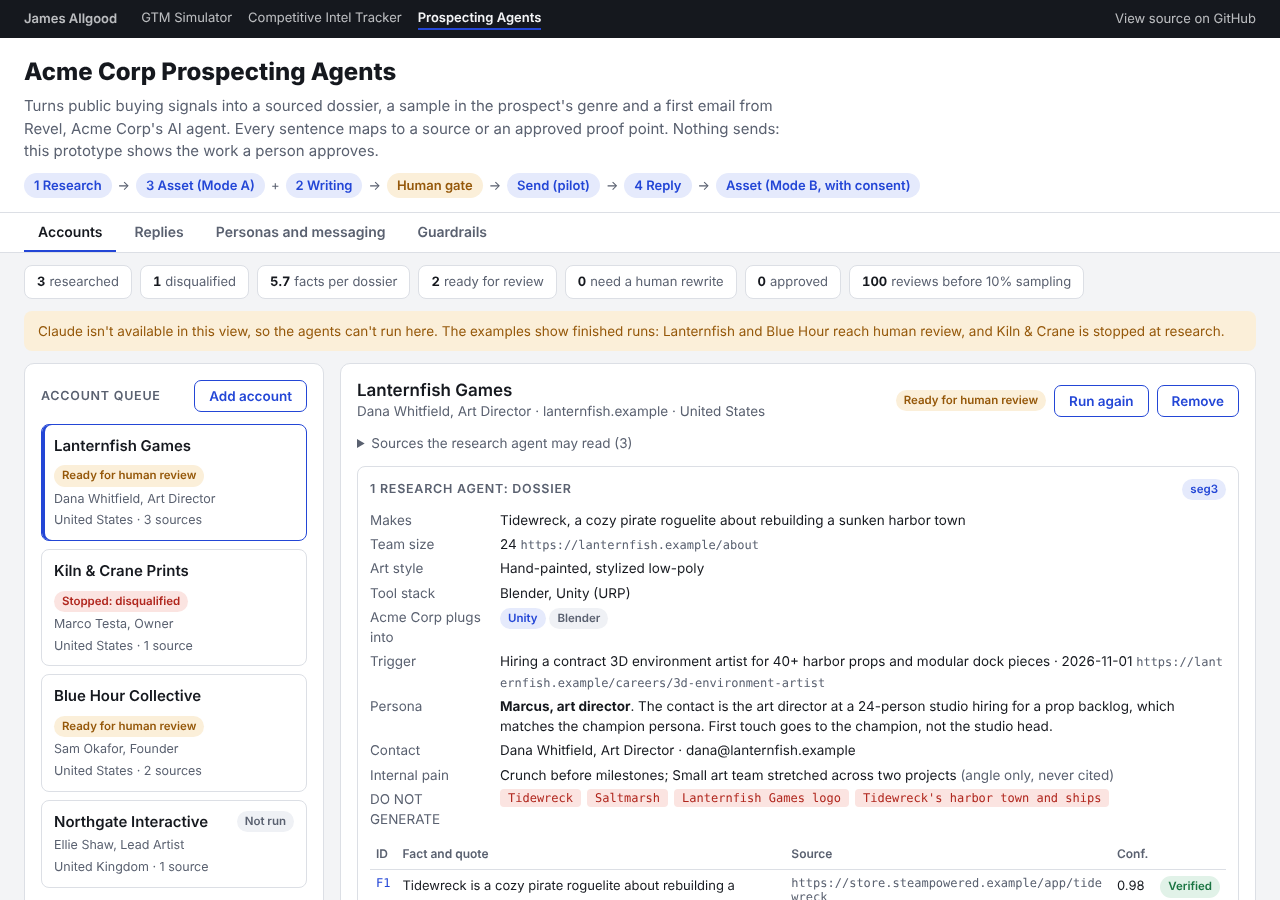 James Allgood GTM Simulator Competitive Intel Tracker Prospecting Agents View source on GitHub
Acme Corp Prospecting Agents
Turns public buying signals into a sourced dossier, a sample in the prospect's genre and a first email from
Revel, Acme Corp's AI agent. Every sentence maps to a source or an approved proof point. Nothing sends:
this prototype shows the work a person approves.
1 Research → 3 Asset (Mode A) + 2 Writing → Human gate → Send (pilot) → 4 Reply → Asset (Mode B, with consent)
Accounts Replies Personas and messaging Guardrails
3 researched 1 disqualified 5.7 facts per dossier 2 ready for review 0 need a human rewrite 0 approved 100 reviews before 10% sampling
Claude isn't available in this view, so the agents can't run here. The examples show finished runs: Lanternfish and Blue Hour reach human review, and Kiln & Crane is stopped at research.
ACCOUNT QUEUE Add account
Lanternfish Games
Ready for human review
Dana Whitfield, Art Director
United States · 3 sources
Kiln & Crane Prints
Stopped: disqualified
Marco Testa, Owner
United States · 1 source
Blue Hour Collective
Ready for human review
Sam Okafor, Founder
United States · 2 sources
Northgate Interactive Not run
Ellie Shaw, Lead Artist
United Kingdom · 1 source
Lanternfish Games
Dana Whitfield, Art Director · lanternfish.example · United States
Ready for human review Run again Remove
▶ Sources the research agent may read (3)
1 RESEARCH AGENT: DOSSIER seg3
Makes Tidewreck, a cozy pirate roguelite about rebuilding a sunken harbor town
Team size 24 https://lanternfish.example/about
Art style Hand-painted, stylized low-poly
Tool stack Blender, Unity (URP)
Acme Corp plugs Unity Blender
into
Trigger Hiring a contract 3D environment artist for 40+ harbor props and modular dock pieces · 2026-11-01 https://lant
ernfish.example/careers/3d-environment-artist
Persona Marcus, art director. The contact is the art director at a 24-person studio hiring for a prop backlog, which
matches the champion persona. First touch goes to the champion, not the studio head.
Contact Dana Whitfield, Art Director · dana@lanternfish.example
Internal pain Crunch before milestones; Small art team stretched across two projects (angle only, never cited)
DO NOT Tidewreck Saltmarsh Lanternfish Games logo Tidewreck's harbor town and ships
GENERATE
ID Fact and quote Source Conf.
F1 Tidewreck is a cozy pirate roguelite about rebuilding a https://store.steampowered.example/app/tide 0.98 Verified
wreck